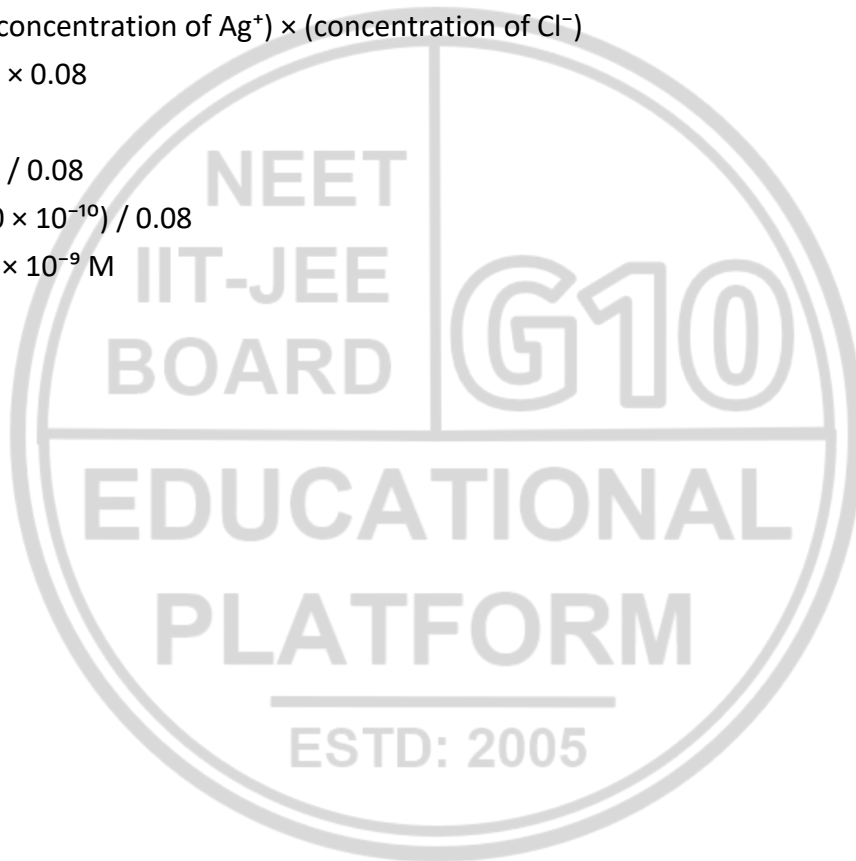 concentration of Ag⁺) × (concentration of Cl⁻)
× 0.08
/ 0.08
× 10⁻¹⁰) / 0.08
× 10⁻⁹ M
NEET
IIT-JEE
BOARD
G10
EDUCATIONAL
PLATFORM
ESTD: 2005